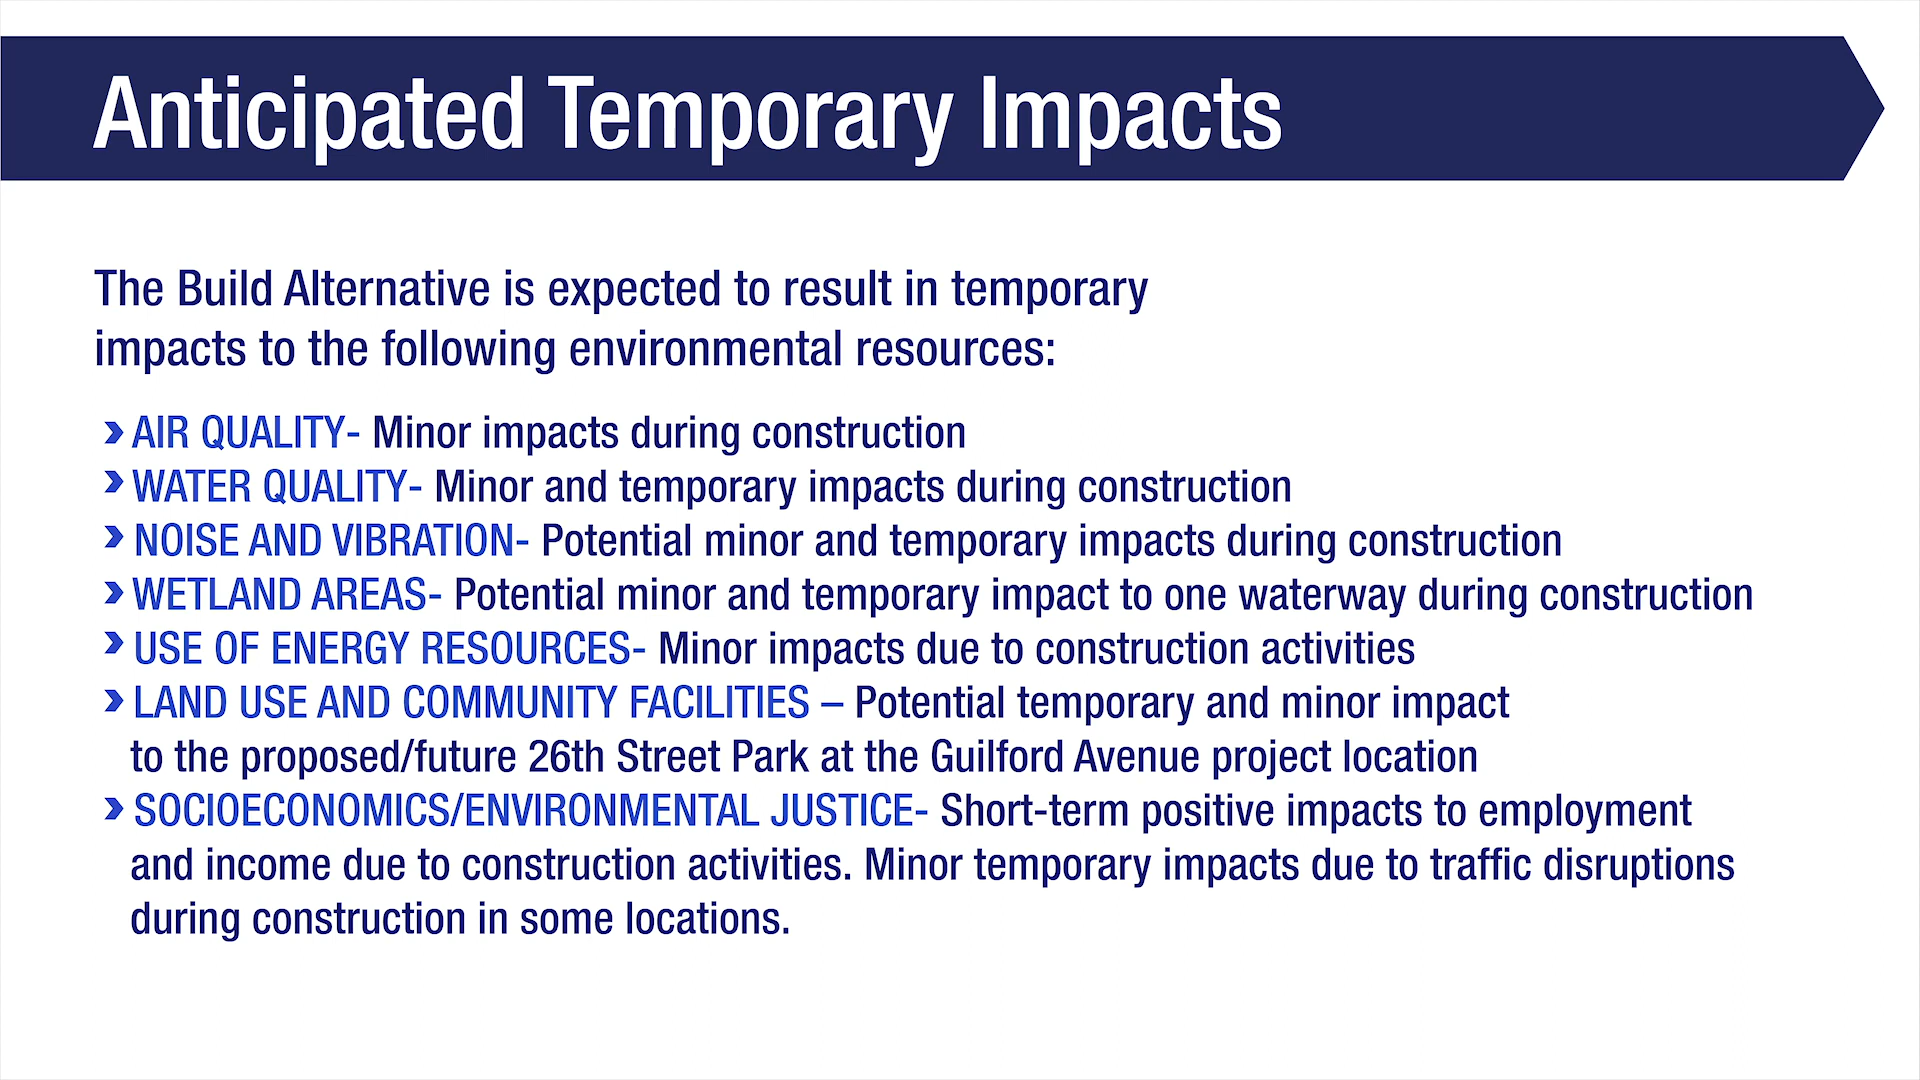 Anticipated Temporary Impacts
The Build Alternative is expected to result in temporary
impacts to the following environmental resources:
› AIR QUALITY- Minor impacts during construction
› WATER QUALITY- Minor and temporary impacts during construction
› NOISE AND VIBRATION- Potential minor and temporary impacts during construction
› WETLAND AREAS- Potential minor and temporary impact to one waterway during construction
› USE OF ENERGY RESOURCES- Minor impacts due to construction activities
› LAND USE AND COMMUNITY FACILITIES – Potential temporary and minor impact
to the proposed/future 26th Street Park at the Guilford Avenue project location
› SOCIOECONOMICS/ENVIRONMENTAL JUSTICE- Short-term positive impacts to employment
and income due to construction activities. Minor temporary impacts due to traffic disruptions
during construction in some locations.